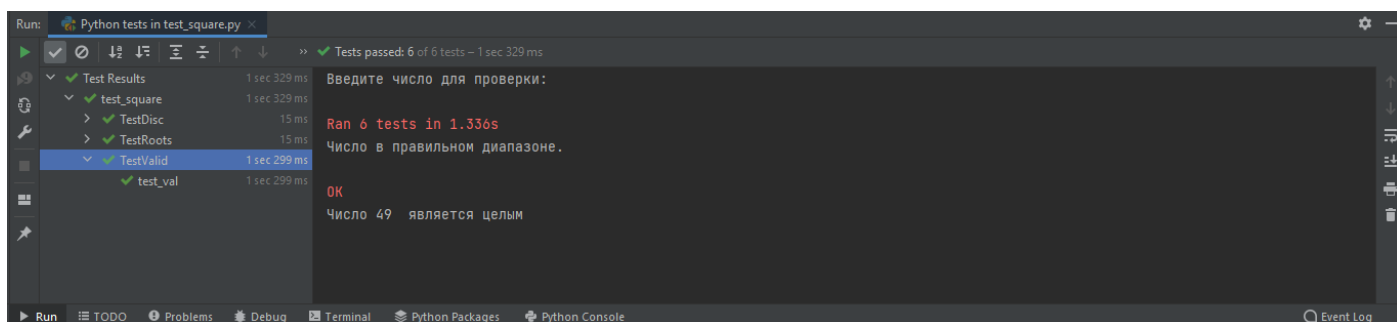 Run: Python tests in test_square.py
Tests passed: 6 of 6 tests – 1 sec 329 ms
Test Results 1 sec 329 ms
test_square 1 sec 329 ms
TestDisc 15 ms
TestRoots 15 ms
TestValid 1 sec 299 ms
test_val 1 sec 299 ms
Введите число для проверки:
Ran 6 tests in 1.336s
Число в правильном диапазоне.
OK
Число 49  является целым
Run TODO Problems Debug Terminal Python Packages Python Console Event Log